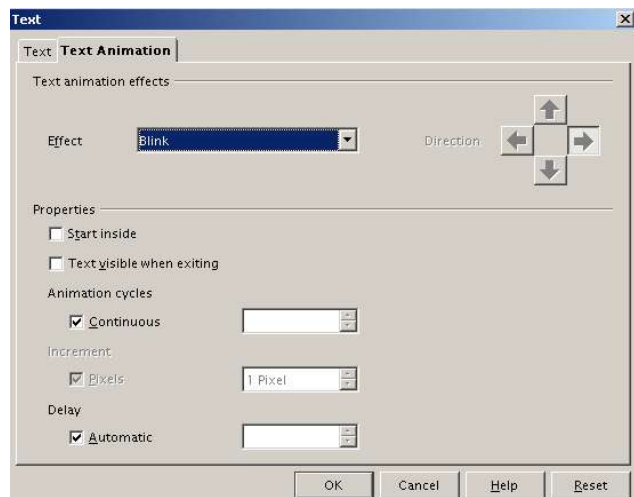 Text
Text Text Animation
Text animation effects
Effect Blink Direction
Properties
Start inside
Text visible when exiting
Animation cycles
Continuous
Increment
Pixels 1 Pixel
Delay
Automatic
OK Cancel Help Reset